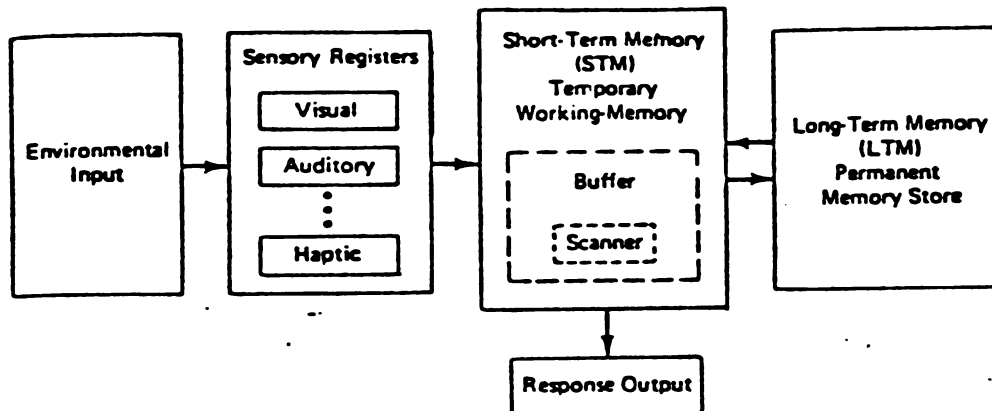 Environmental
Input
Sensory Registers
Visual
Auditory
Haptic
Short-Term Memory
(STM)
Temporary
Working-Memory
Buffer
Scanner
Long-Term Memory
(LTM)
Permanent
Memory Store
Response Output